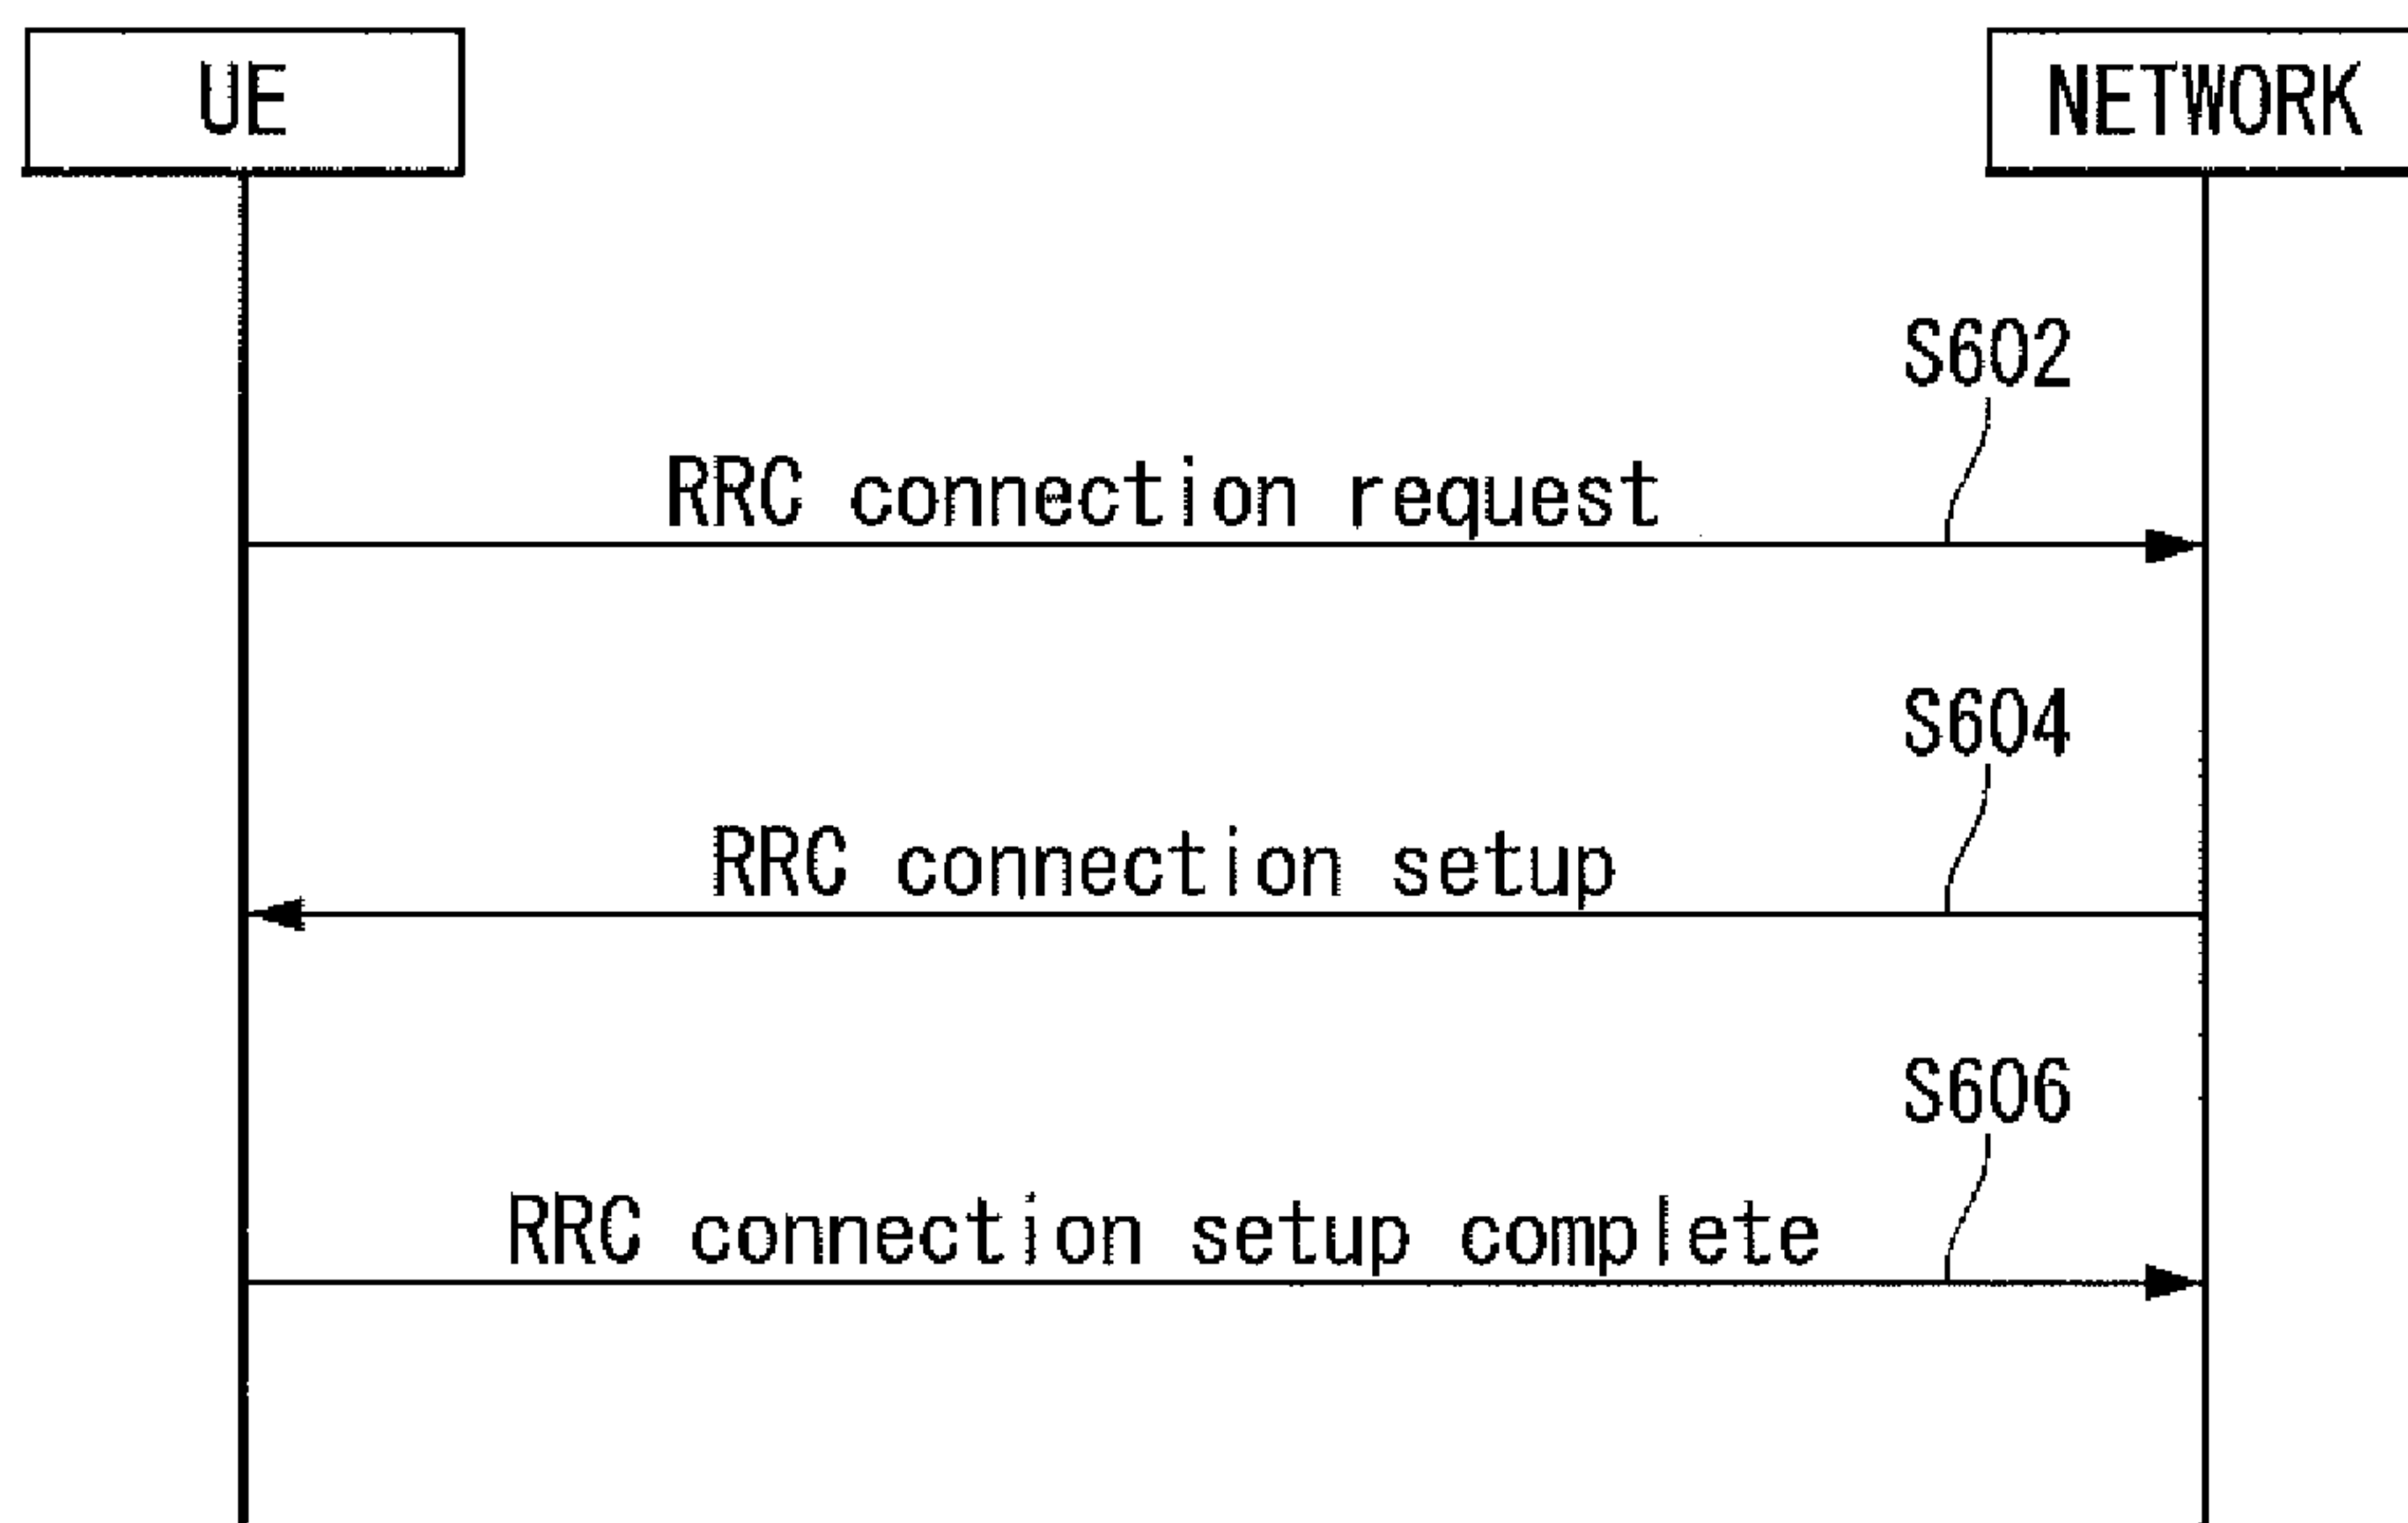 UE
NETWORK
S602
RRC connection request
S604
RRC connection setup
S606
RRC connection setup complete